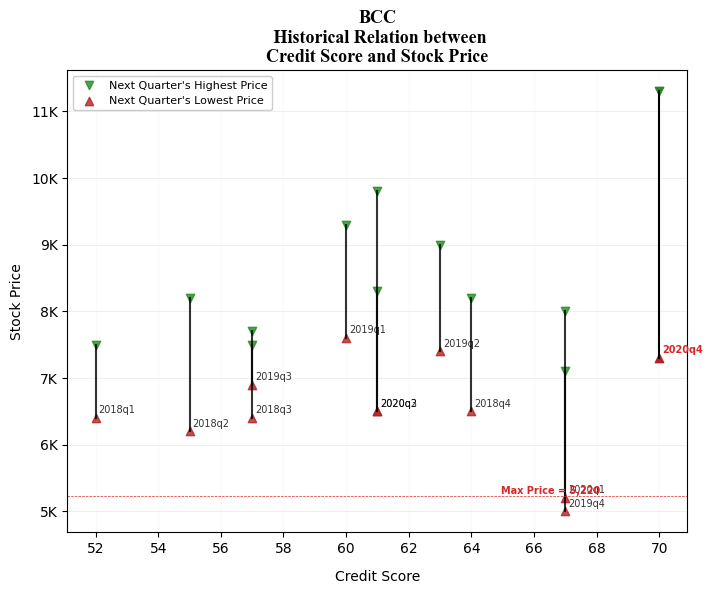 BCC
Historical Relation between
Credit Score and Stock Price
Next Quarter's Highest Price
Next Quarter's Lowest Price
11K
10K
9K
8K
7K
6K
5K
Stock Price
2019q1
2019q2
2020q4
2019q3
2018q1
2018q3
2020q2
2018q4
2018q2
Max Price = 5,220
2020q1
2019q4
52
54
56
58
60
62
64
66
68
70
Credit Score